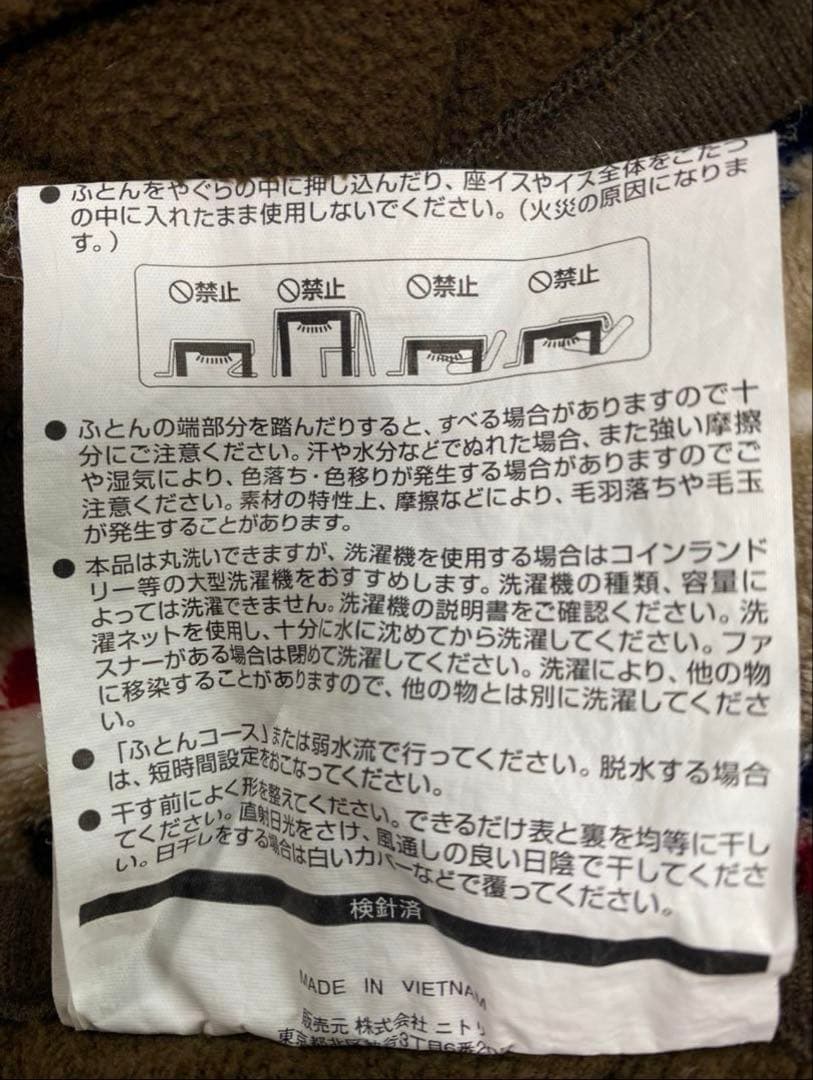 ● ふとんをやぐらの中に押し込んだり、座イスやイス全体をこたつ
の中に入れたまま使用しないでください。(火災の原因になりま
す。)
禁止 禁止 禁止 禁止
● ふとんの端部分を踏んだりすると、すべる場合がありますので十
分にご注意ください。汗や水分などでぬれた場合、また強い摩擦
や湿気により、色落ち・色移りが発生する場合がありますのでご
注意ください。素材の特性上、摩擦などにより、毛羽落ちや毛玉
が発生することがあります。
● 本品は丸洗いできますが、洗濯機を使用する場合はコインランド
リー等の大型洗濯機をおすすめします。洗濯機の種類、容量に
よっては洗濯できません。洗濯機の説明書をご確認ください。洗
濯ネットを使用し、十分に水に沈めてから洗濯してください。ファ
スナーがある場合は閉めて洗濯してください。洗濯により、他の物
に移染することがありますので、他の物とは別に洗濯してくださ
い。
● 「ふとんコース」または弱水流で行ってください。脱水する場合
は、短時間設定をおこなってください。
● 干す前によく形を整えてください。できるだけ表と裏を均等に干し
てください。直射日光をさけ、風通しの良い日陰で干してくださ
い。日干しをする場合は白いカバーなどで覆ってください。
検針済
MADE IN VIETNAM
販売元 株式会社 ニトリ
東京都北区神谷3丁目6番20